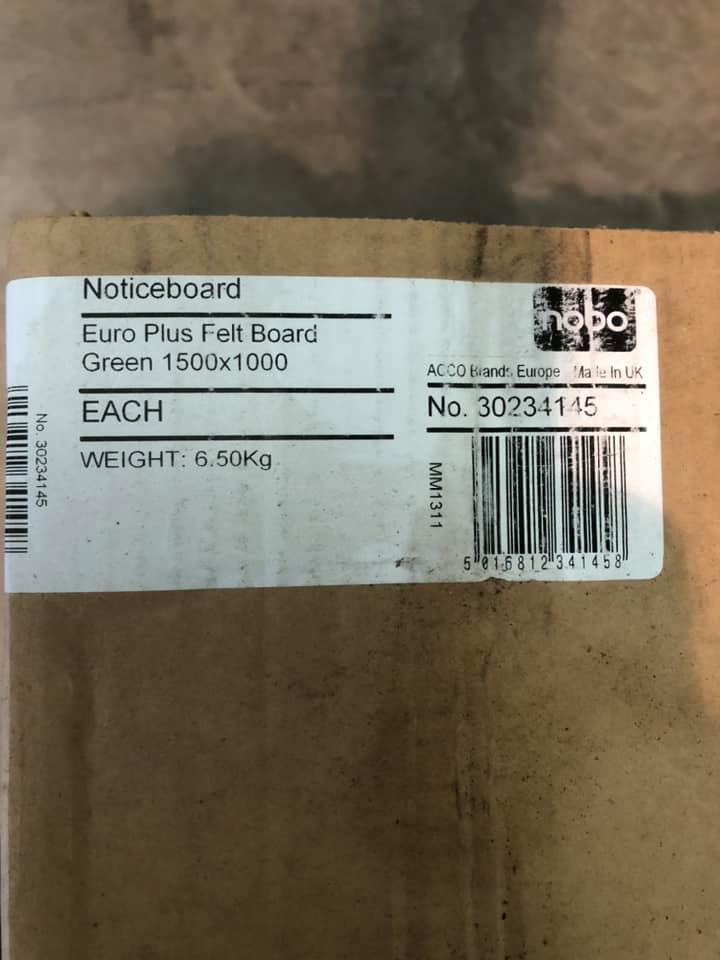 Noticeboard
Euro Plus Felt Board
Green 1500x1000
EACH
WEIGHT: 6.50Kg
No. 30234145
nobo
ACCO Brands Europe Made In UK
No. 30234145
MM1311
5 016812 341458